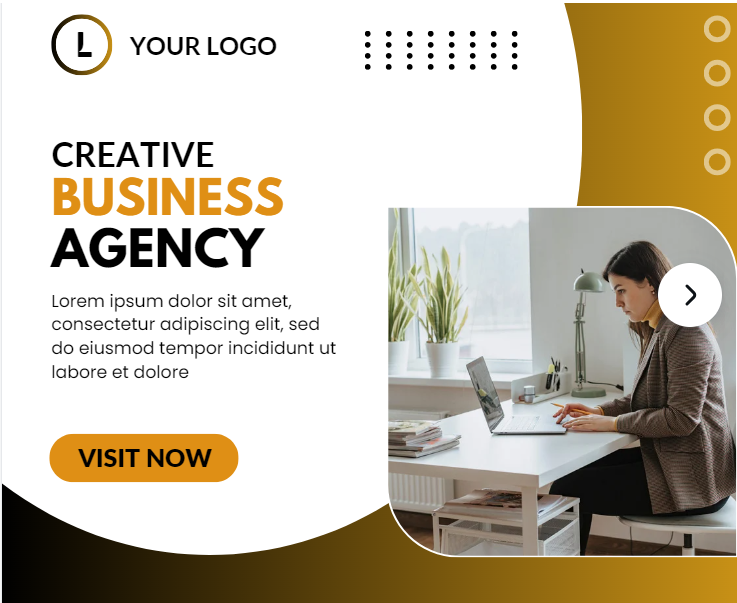 L YOUR LOGO
CREATIVE
BUSINESS
AGENCY
Lorem ipsum dolor sit amet,
consectetur adipiscing elit, sed
do eiusmod tempor incididunt ut
labore et dolore
VISIT NOW